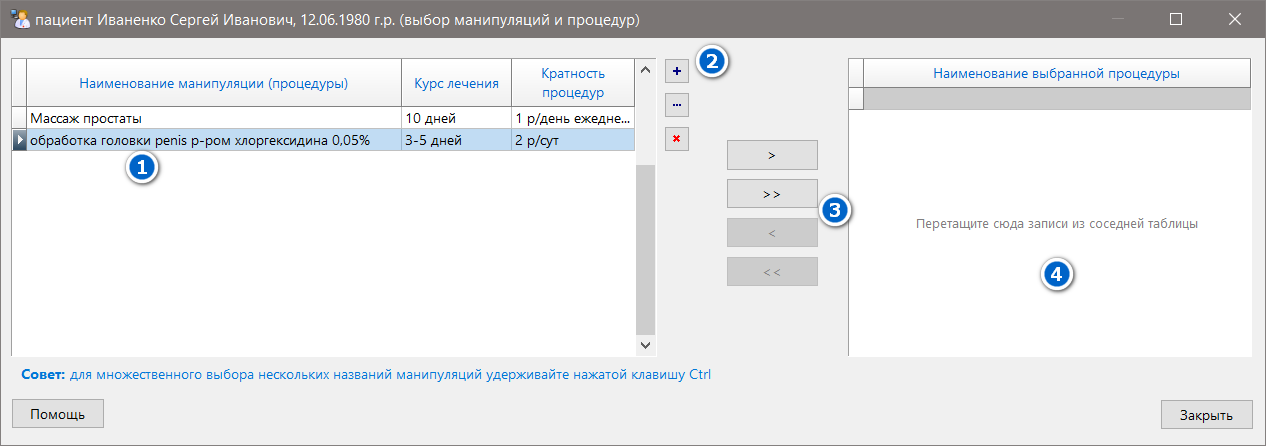 пациент Иваненко Сергей Иванович, 12.06.1980 г.р. (выбор манипуляций и процедур)
Наименование манипуляции (процедуры) Курс лечения Кратность процедур
Массаж простаты 10 дней 1 р/день ежедне...
обработка головки penis р-ром хлоргексидина 0,05% 3-5 дней 2 р/сут
1
+
...
×
2
>
>>
<
<<
3
Наименование выбранной процедуры
Перетащите сюда записи из соседней таблицы
4
Совет: для множественного выбора нескольких названий манипуляций удерживайте нажатой клавишу Ctrl
Помощь
Закрыть